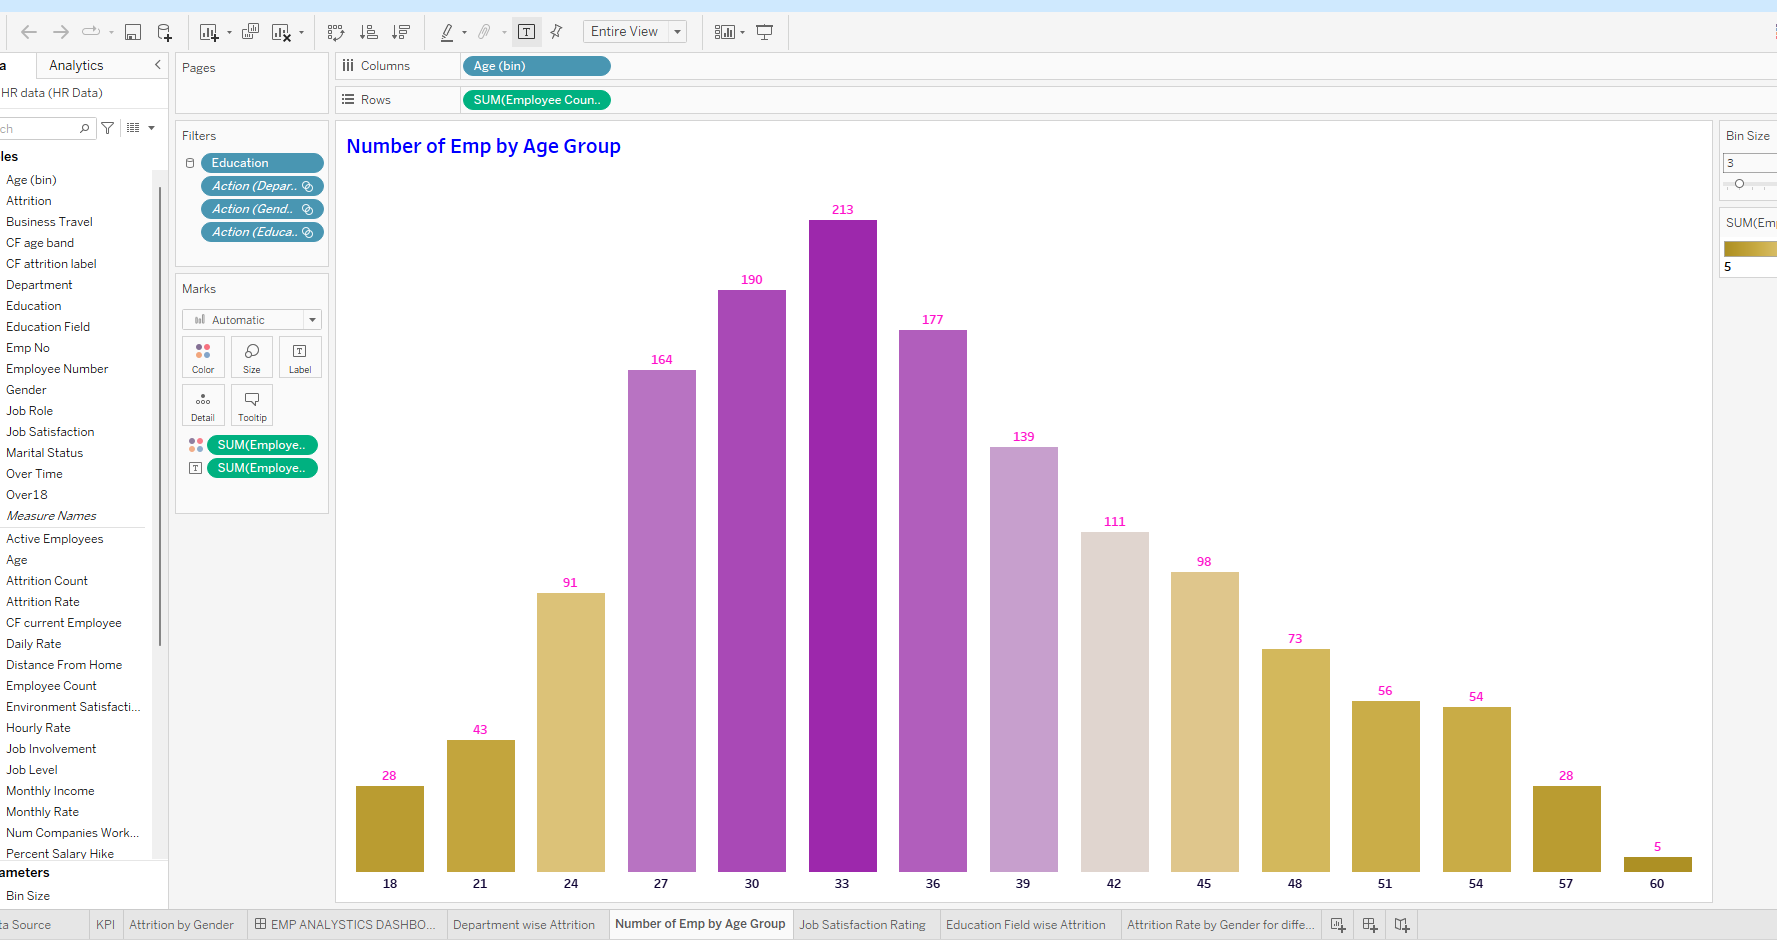 Entire View
a
Analytics
HR data (HR Data)
ch
les
Age (bin)
Attrition
Business Travel
CF age band
CF attrition label
Department
Education
Education Field
Emp No
Employee Number
Gender
Job Role
Job Satisfaction
Marital Status
Over Time
Over18
Measure Names
Active Employees
Age
Attrition Count
Attrition Rate
CF current Employee
Daily Rate
Distance From Home
Employee Count
Environment Satisfacti...
Hourly Rate
Job Involvement
Job Level
Monthly Income
Monthly Rate
Num Companies Work...
Percent Salary Hike
ameters
Bin Size
Pages
Filters
Education
Action (Depar..
Action (Gend..
Action (Educa..
Marks
Automatic
Color
Size
Label
Detail
Tooltip
SUM(Employe..
SUM(Employe..
Columns
Age (bin)
Rows
SUM(Employee Coun..
Number of Emp by Age Group
28
43
91
164
190
213
177
139
111
98
73
56
54
28
5
18
21
24
27
30
33
36
39
42
45
48
51
54
57
60
Bin Size
3
SUM(Em
5
ta Source
KPI
Attrition by Gender
EMP ANALYSTICS DASHBO...
Department wise Attrition
Number of Emp by Age Group
Job Satisfaction Rating
Education Field wise Attrition
Attrition Rate by Gender for diffe...